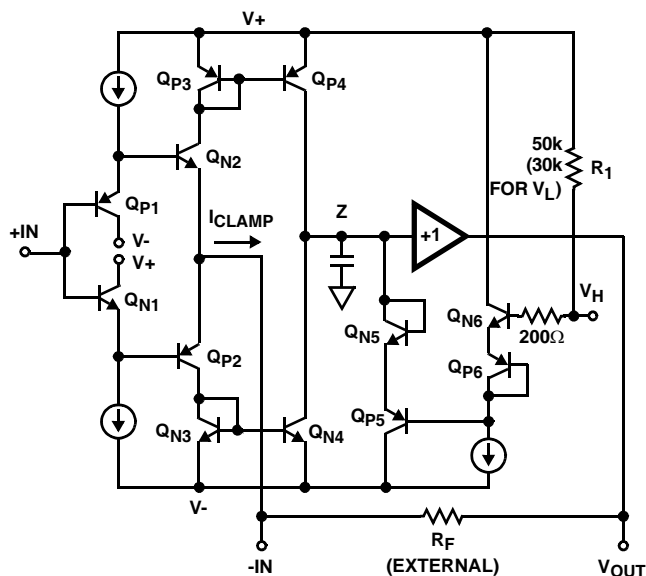 V+
QP3
QP4
QN2
50k
(30k
FOR VL)
R1
QP1
ICLAMP
Z
+1
+IN
V-
V+
VH
QN1
QN5
QN6
200Ω
QP2
QP6
QP5
QN3
QN4
V-
RF
-IN
(EXTERNAL)
VOUT